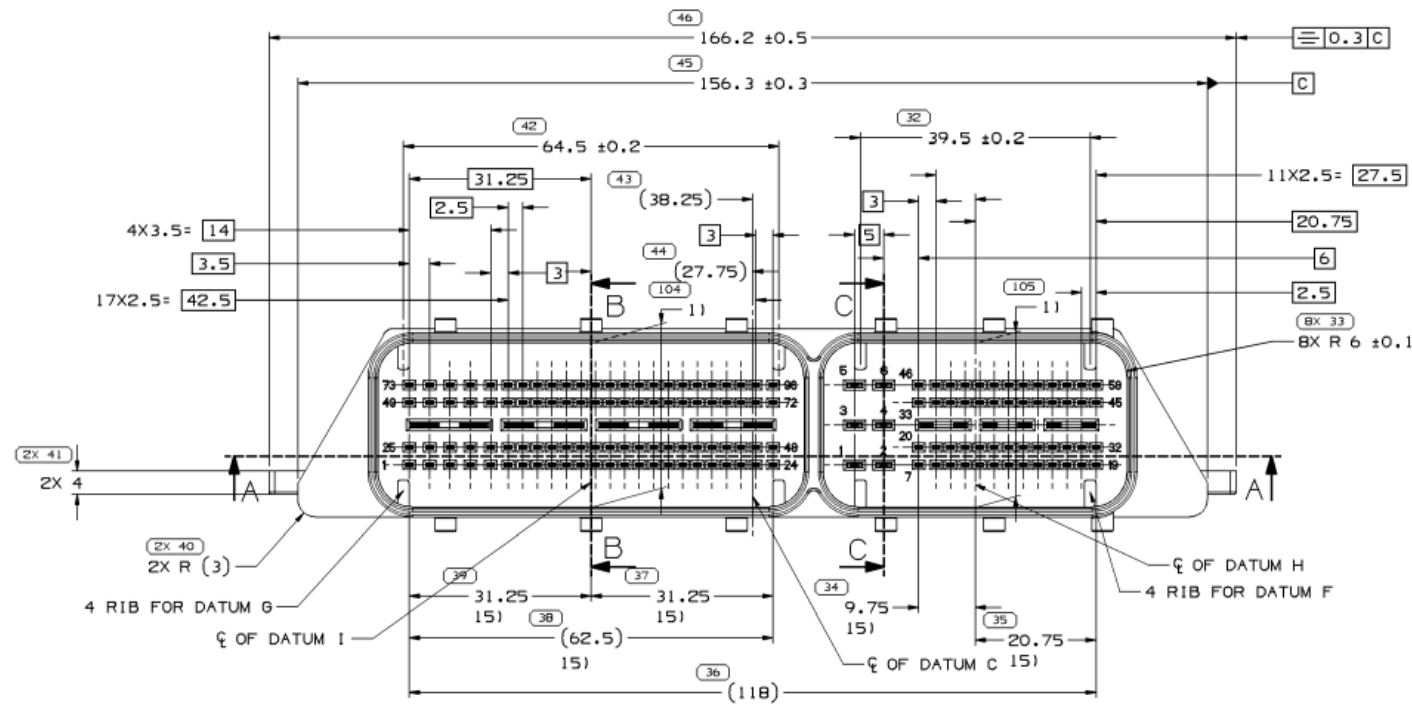 46
166.2 ±0.5
⌯ 0.3 C
45
156.3 ±0.3
C
42
64.5 ±0.2
32
39.5 ±0.2
31.25
43
(38.25)
11X2.5= 27.5
2.5
3
20.75
4X3.5= 14
3
5
44
(27.75)
3.5
3
6
17X2.5= 42.5
B
104
1)
C
105
1)
2.5
8X 33
8X R 6 ±0.1
73
98
5
6
46
58
49
72
45
3
4
33
20
25
48
1
2
32
1
24
7
19
2X 41
2X 4
A
A
2X 40
2X R (3)
B
C
℄ OF DATUM H
4 RIB FOR DATUM G
39
31.25
15)
37
31.25
15)
34
9.75
15)
4 RIB FOR DATUM F
℄ OF DATUM I
38
(62.5)
15)
35
20.75
15)
℄ OF DATUM C
36
(118)